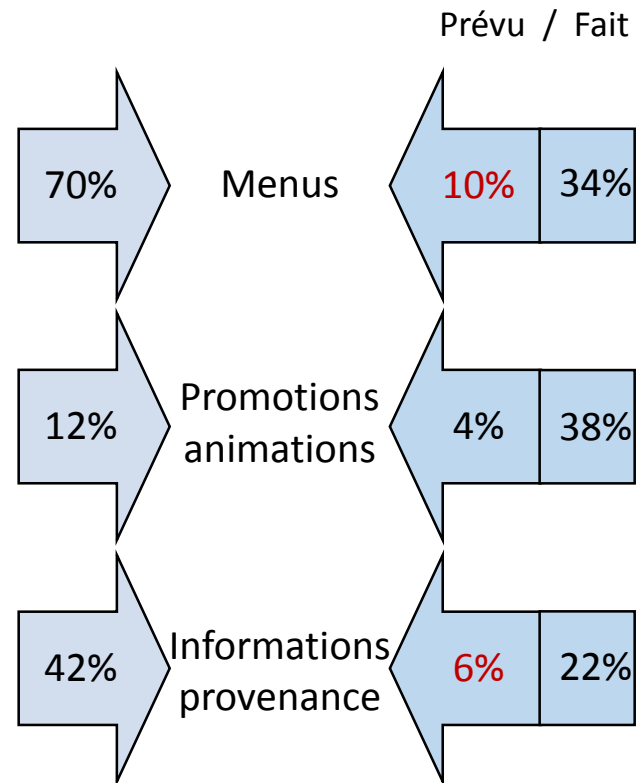 Prévu / Fait
70% Menus 10% 34%
12% Promotions animations 4% 38%
42% Informations provenance 6% 22%